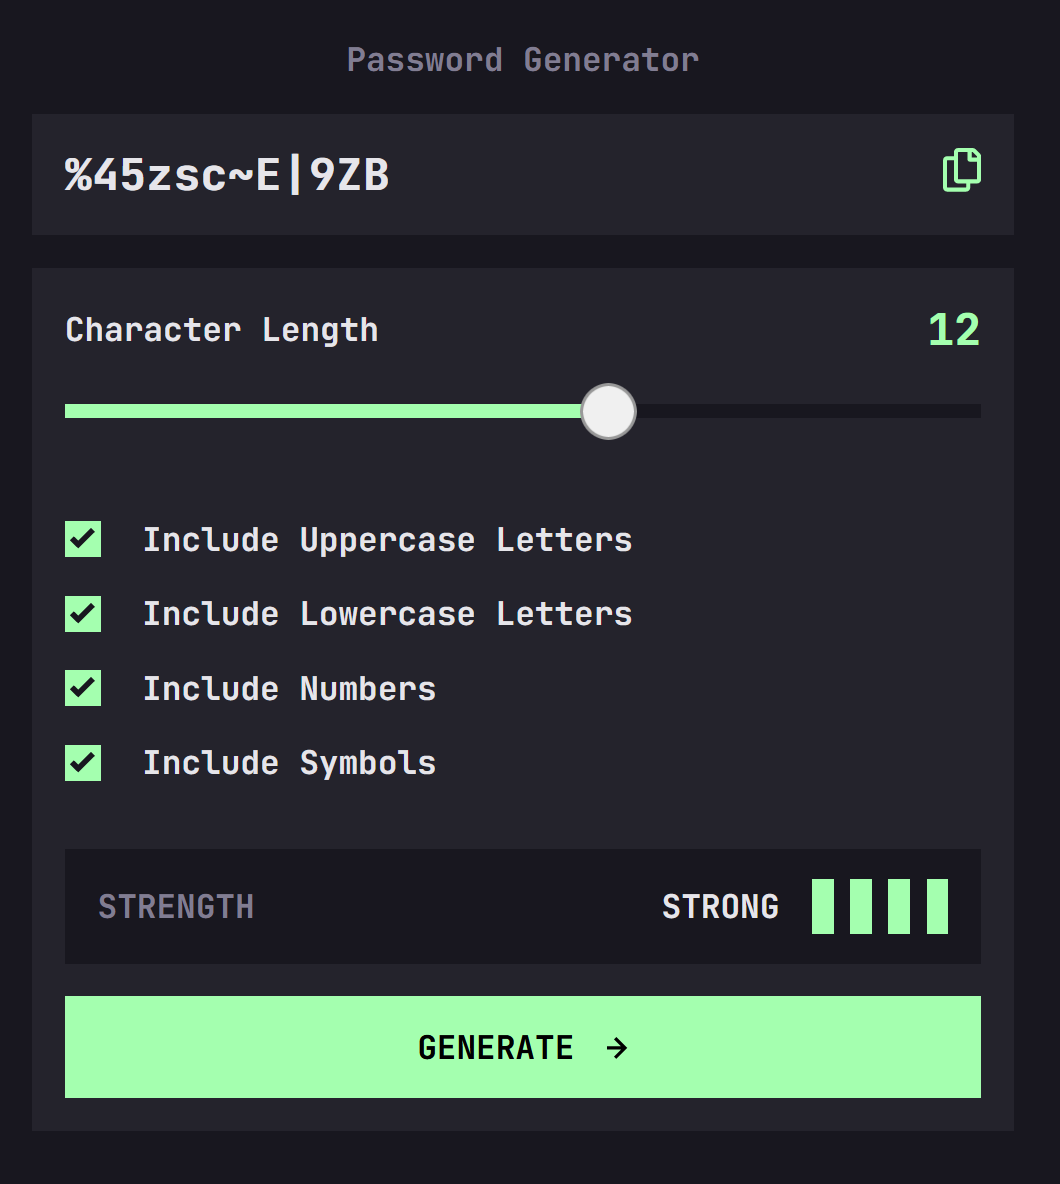 Password Generator
%45zsc~E|9ZB
Character Length
12
Include Uppercase Letters
Include Lowercase Letters
Include Numbers
Include Symbols
STRENGTH
STRONG
GENERATE →